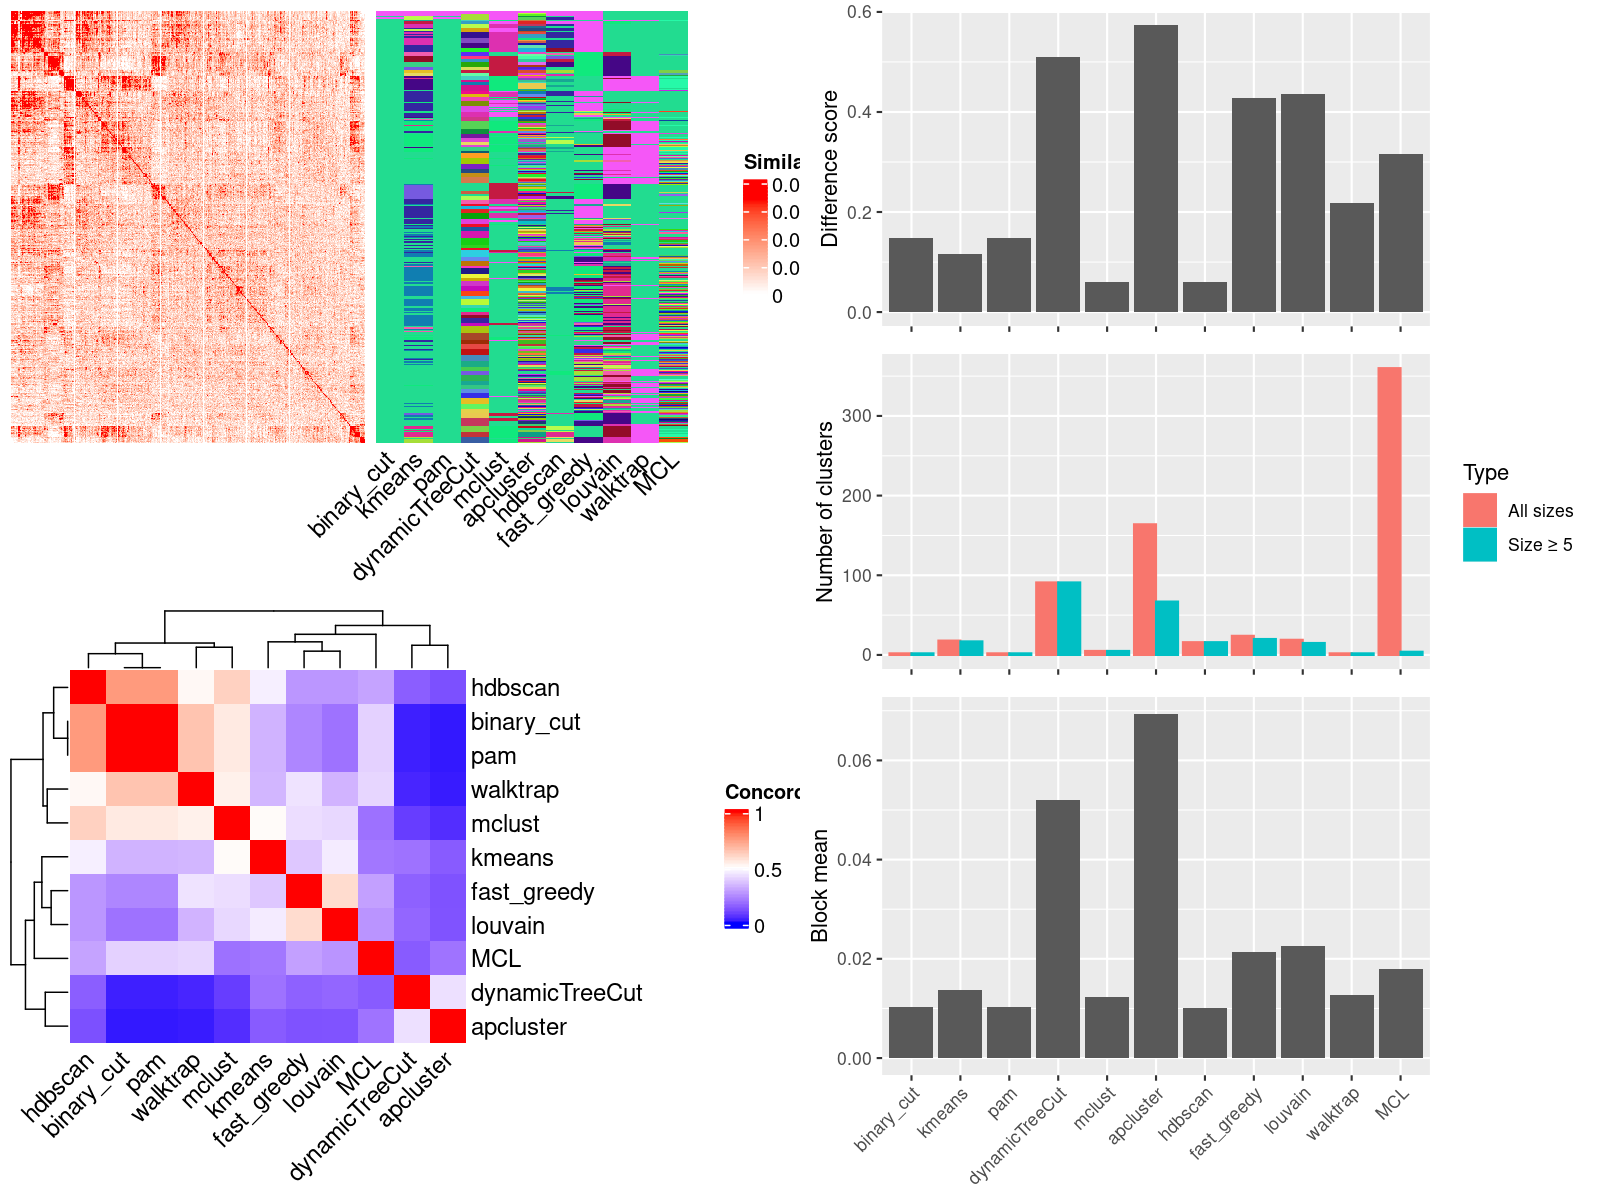 Simila
0.0
0.0
0.0
0.0
0
binary_cut
kmeans
pam
dynamicTreeCut
mclust
apcluster
hdbscan
fast_greedy
louvain
walktrap
MCL
hdbscan
binary_cut
pam
walktrap
mclust
kmeans
fast_greedy
louvain
MCL
dynamicTreeCut
apcluster
hdbscan
binary_cut
pam
walktrap
mclust
kmeans
fast_greedy
louvain
MCL
dynamicTreeCut
apcluster
Concord
1
0.5
0
Difference score
0.6
0.4
0.2
0.0
Number of clusters
300
200
100
0
Type
All sizes
Size ≥ 5
Block mean
0.06
0.04
0.02
0.00
binary_cut
kmeans
pam
dynamicTreeCut
mclust
apcluster
hdbscan
fast_greedy
louvain
walktrap
MCL